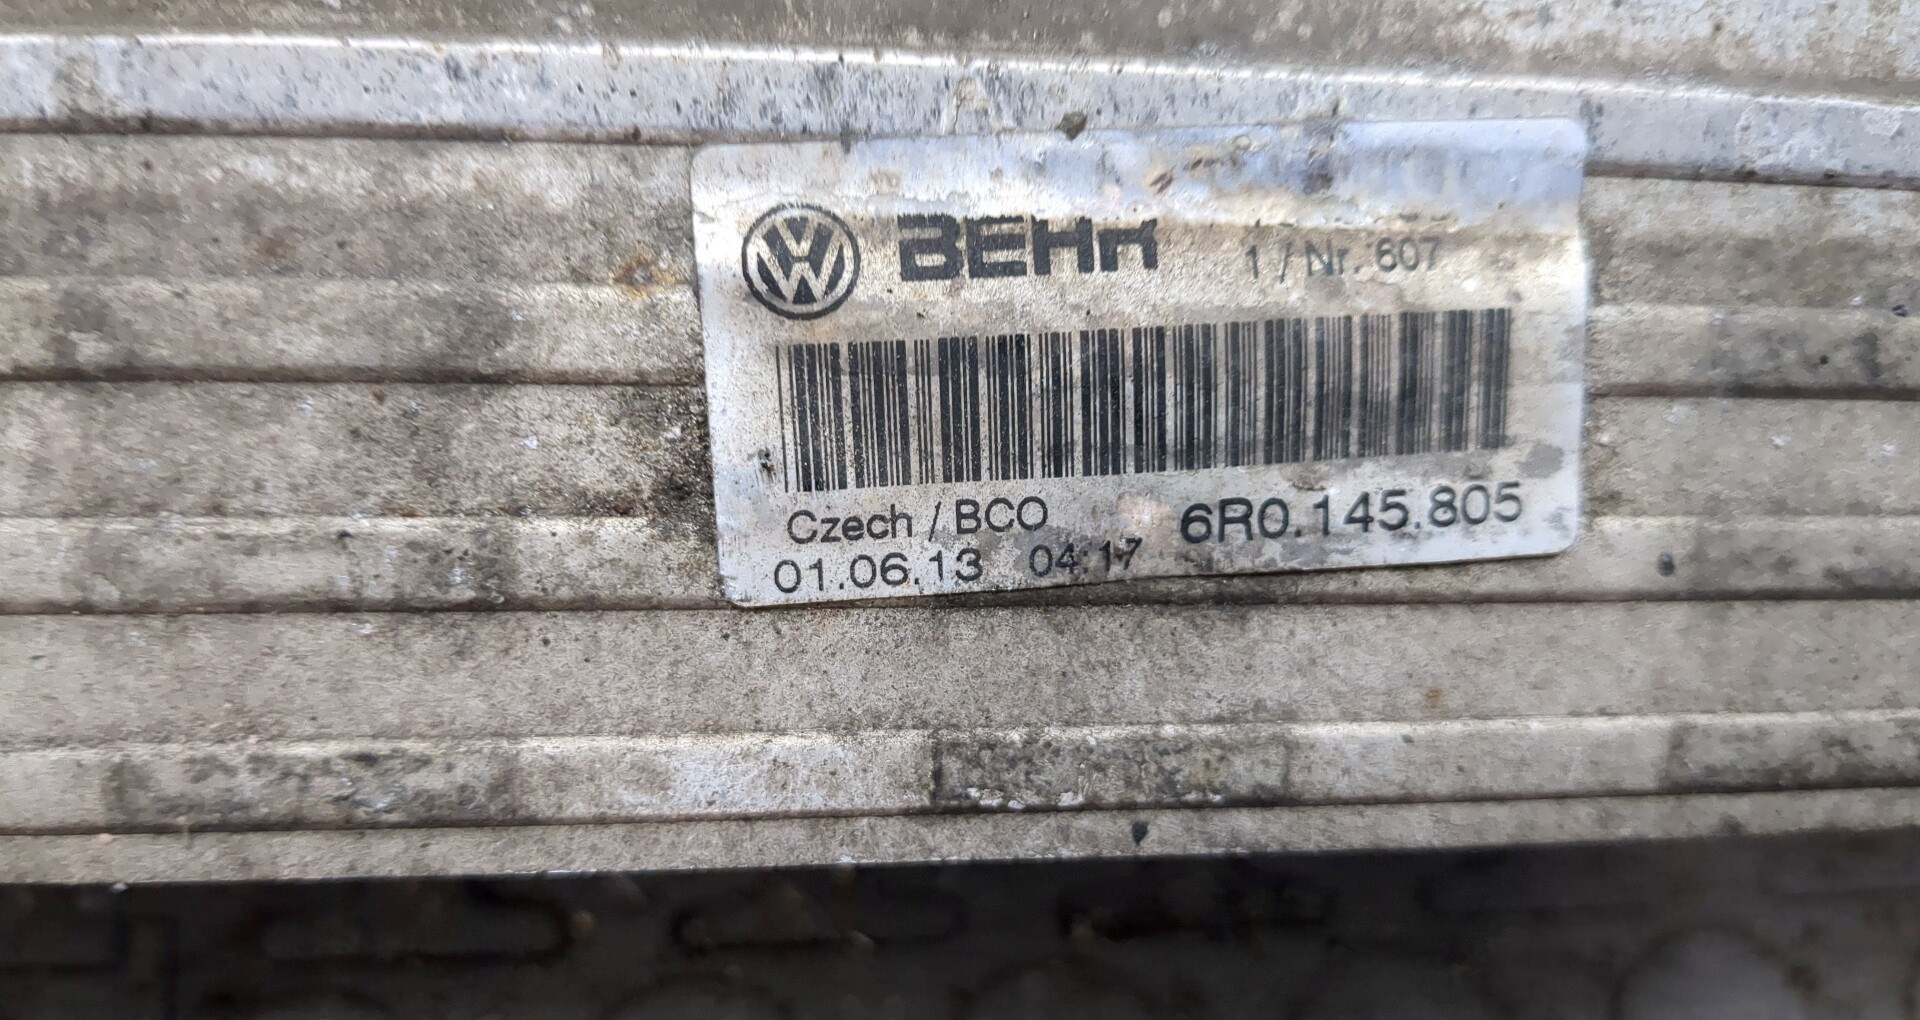 BEHR 1 / Nr. 607
Czech / BCO 6R0.145.805
01.06.13 04:17